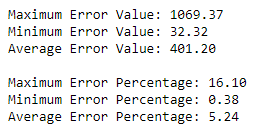 Maximum Error Value: 1069.37
Minimum Error Value: 32.32
Average Error Value: 401.20
Maximum Error Percentage: 16.10
Minimum Error Percentage: 0.38
Average Error Percentage: 5.24